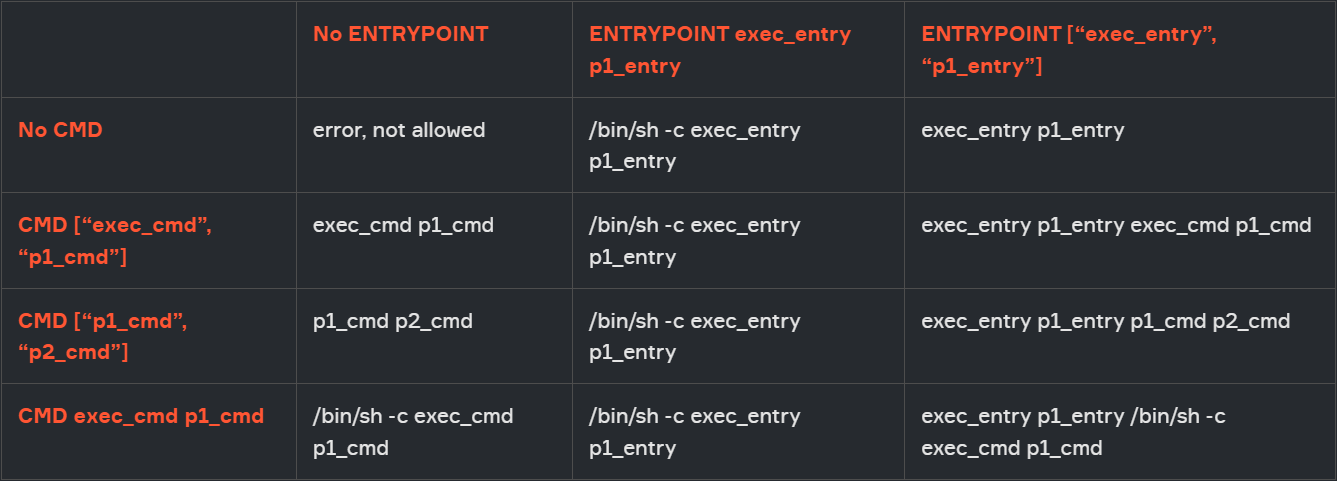 No ENTRYPOINT
ENTRYPOINT exec_entry
p1_entry
ENTRYPOINT [“exec_entry”,
“p1_entry”]
No CMD
error, not allowed
/bin/sh -c exec_entry
p1_entry
exec_entry p1_entry
CMD [“exec_cmd”,
“p1_cmd”]
exec_cmd p1_cmd
/bin/sh -c exec_entry
p1_entry
exec_entry p1_entry exec_cmd p1_cmd
CMD [“p1_cmd”,
“p2_cmd”]
p1_cmd p2_cmd
/bin/sh -c exec_entry
p1_entry
exec_entry p1_entry p1_cmd p2_cmd
CMD exec_cmd p1_cmd
/bin/sh -c exec_cmd
p1_cmd
/bin/sh -c exec_entry
p1_entry
exec_entry p1_entry /bin/sh -c
exec_cmd p1_cmd